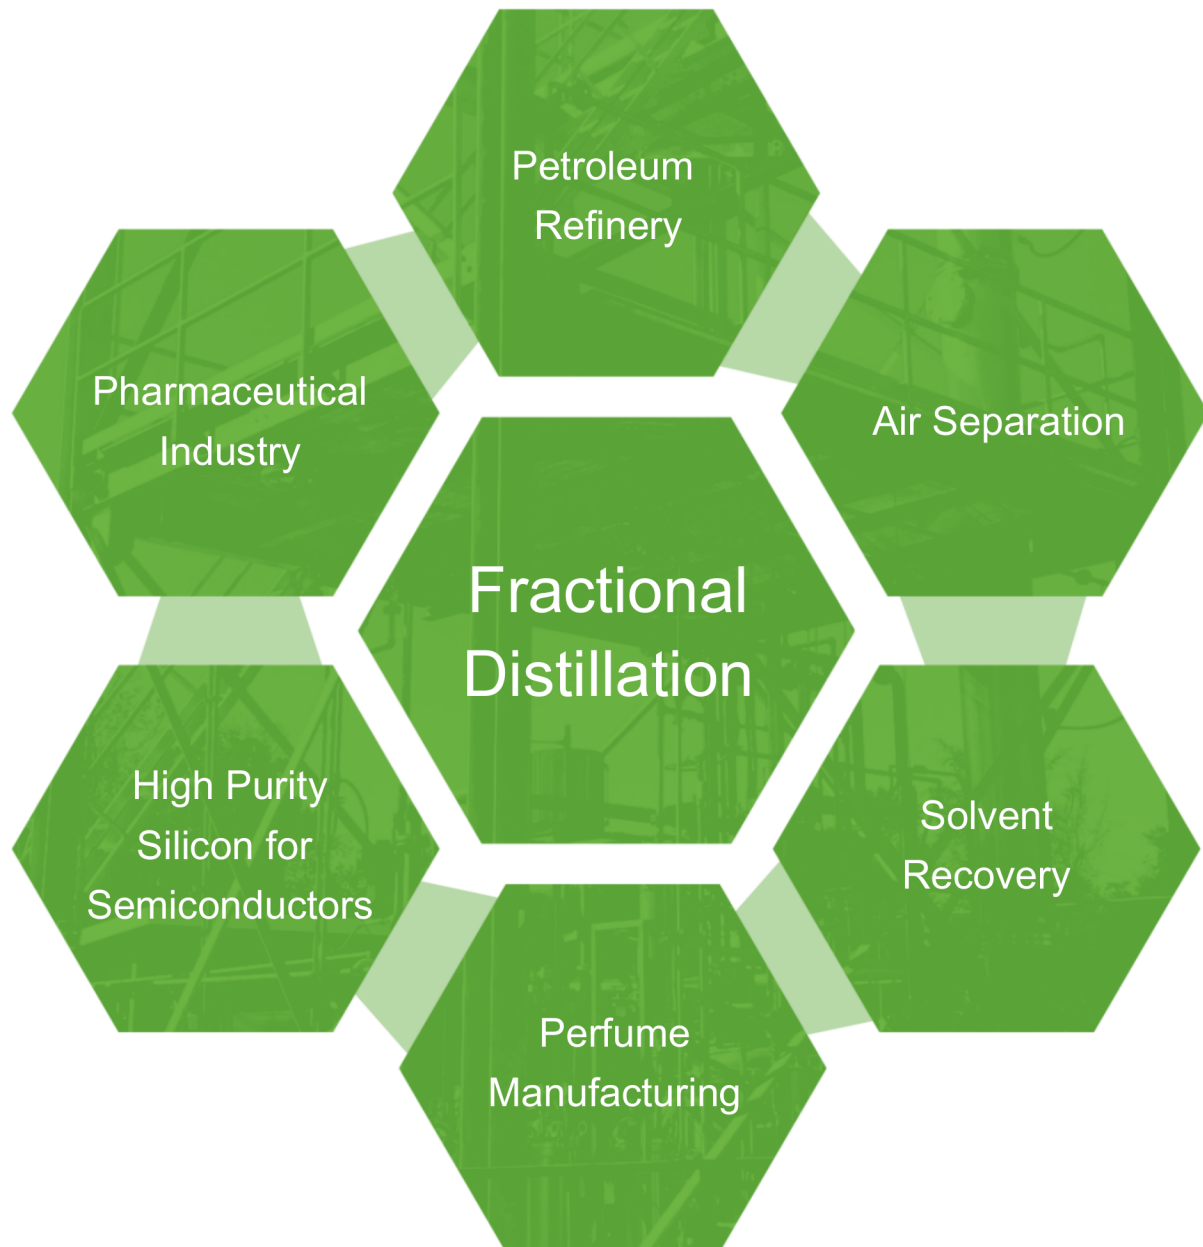 Petroleum
Refinery
Pharmaceutical
Industry
Air Separation
Fractional
Distillation
High Purity
Silicon for
Semiconductors
Solvent
Recovery
Perfume
Manufacturing